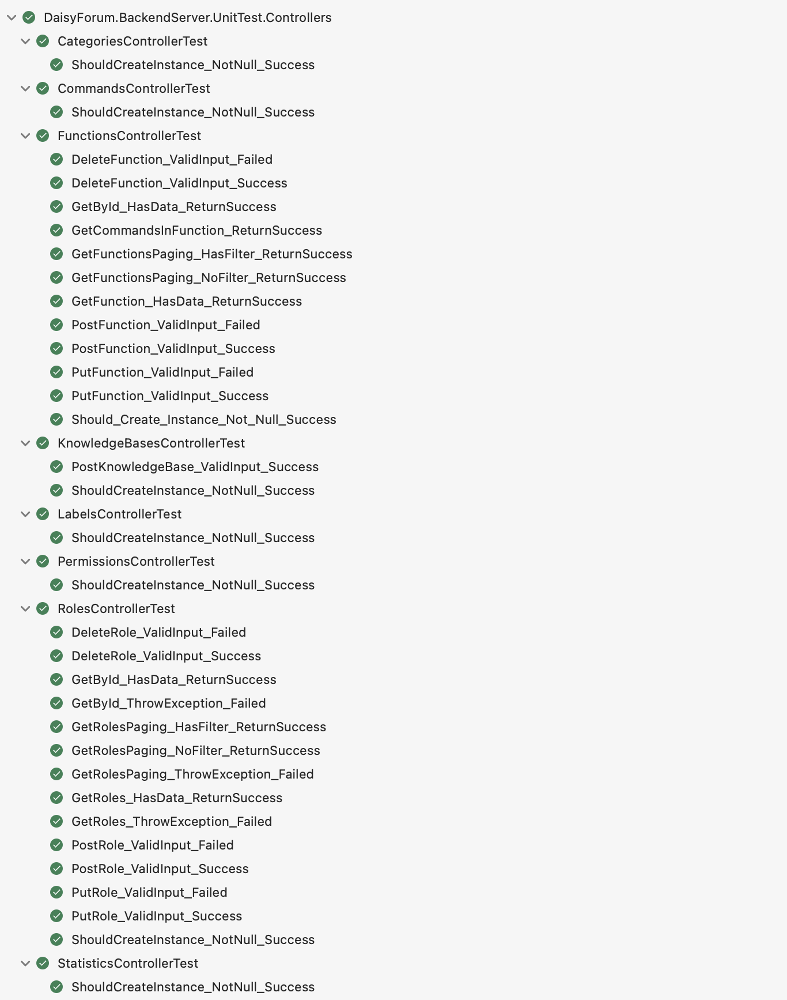 DaisyForum.BackendServer.UnitTest.Controllers
CategoriesControllerTest
ShouldCreateInstance_NotNull_Success
CommandsControllerTest
ShouldCreateInstance_NotNull_Success
FunctionsControllerTest
DeleteFunction_ValidInput_Failed
DeleteFunction_ValidInput_Success
GetById_HasData_ReturnSuccess
GetCommandsInFunction_ReturnSuccess
GetFunctionsPaging_HasFilter_ReturnSuccess
GetFunctionsPaging_NoFilter_ReturnSuccess
GetFunction_HasData_ReturnSuccess
PostFunction_ValidInput_Failed
PostFunction_ValidInput_Success
PutFunction_ValidInput_Failed
PutFunction_ValidInput_Success
Should_Create_Instance_Not_Null_Success
KnowledgeBasesControllerTest
PostKnowledgeBase_ValidInput_Success
ShouldCreateInstance_NotNull_Success
LabelsControllerTest
ShouldCreateInstance_NotNull_Success
PermissionsControllerTest
ShouldCreateInstance_NotNull_Success
RolesControllerTest
DeleteRole_ValidInput_Failed
DeleteRole_ValidInput_Success
GetById_HasData_ReturnSuccess
GetById_ThrowException_Failed
GetRolesPaging_HasFilter_ReturnSuccess
GetRolesPaging_NoFilter_ReturnSuccess
GetRolesPaging_ThrowException_Failed
GetRoles_HasData_ReturnSuccess
GetRoles_ThrowException_Failed
PostRole_ValidInput_Failed
PostRole_ValidInput_Success
PutRole_ValidInput_Failed
PutRole_ValidInput_Success
ShouldCreateInstance_NotNull_Success
StatisticsControllerTest
ShouldCreateInstance_NotNull_Success